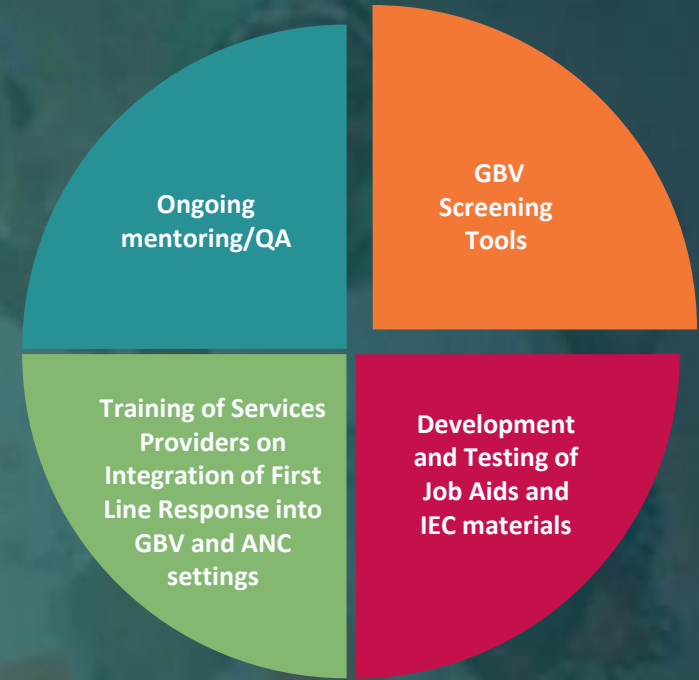 Ongoing
mentoring/QA
GBV
Screening
Tools
Training of Services
Providers on
Integration of First
Line Response into
GBV and ANC
settings
Development
and Testing of
Job Aids and
IEC materials